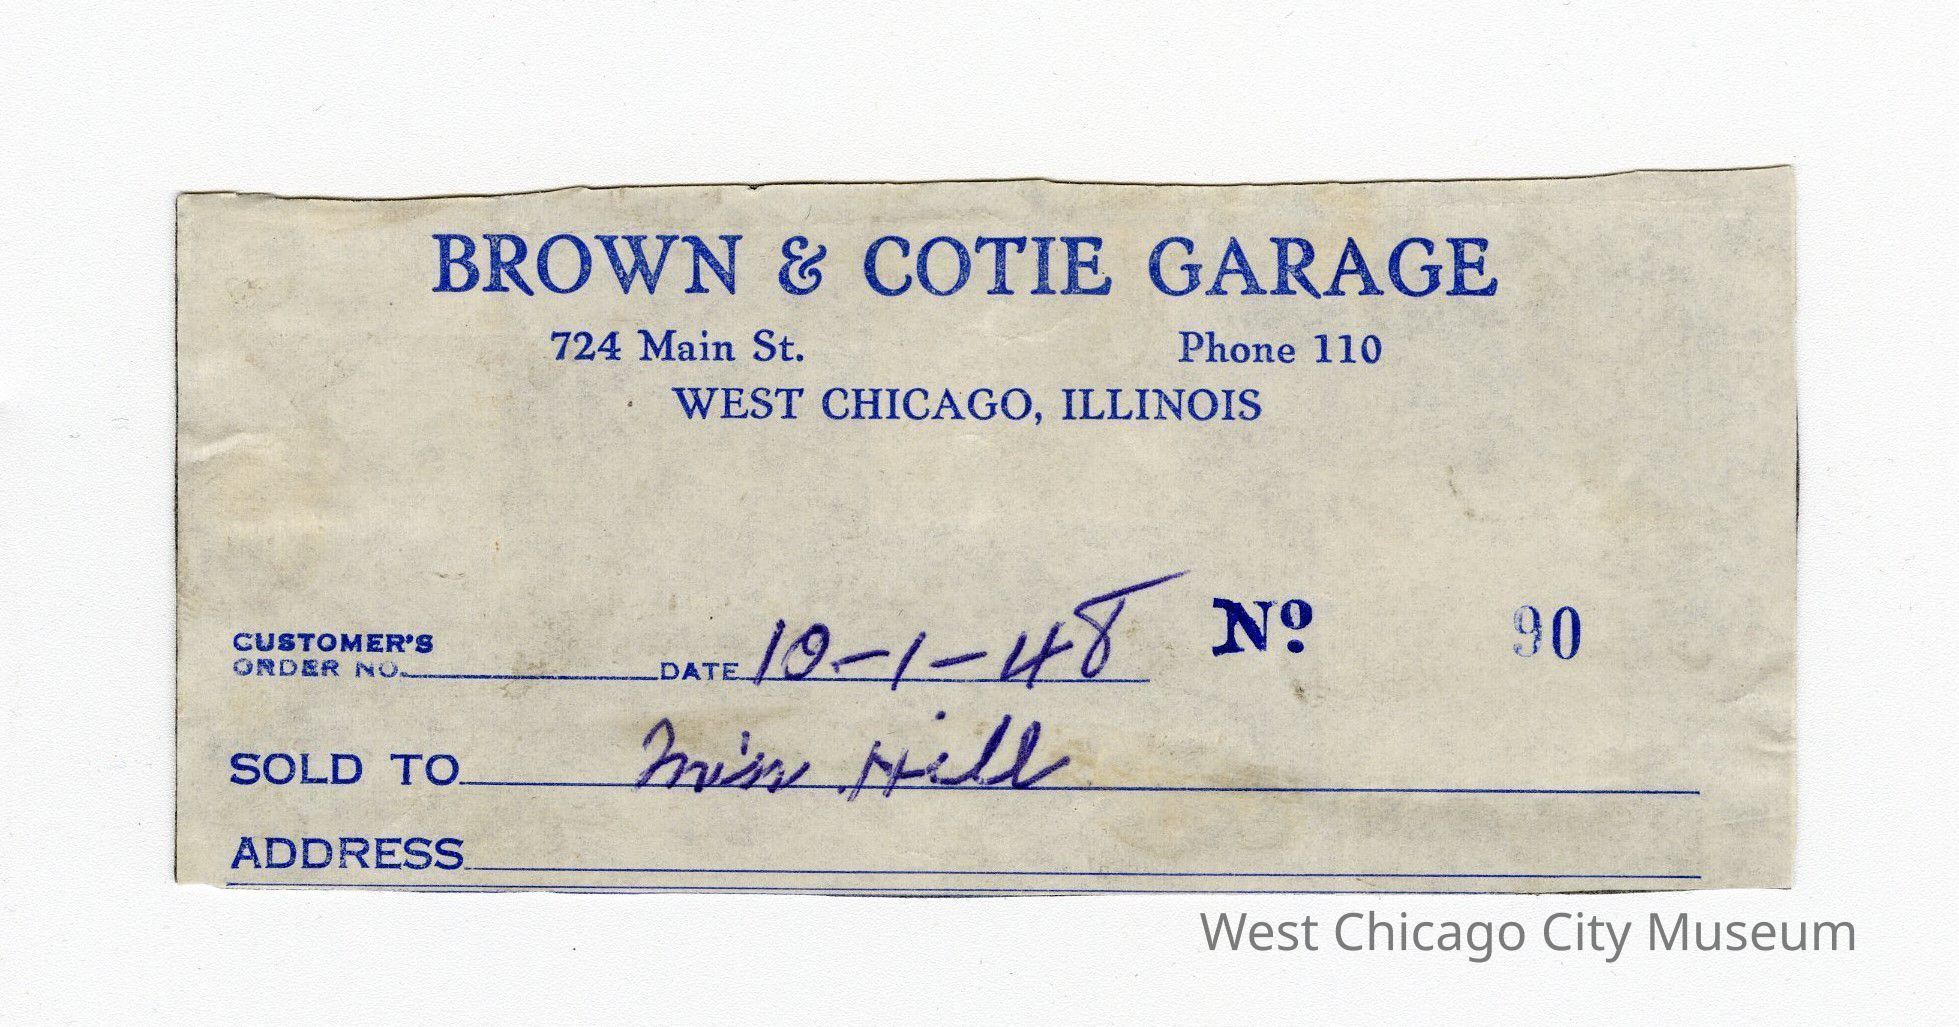 BROWN & COTIE GARAGE
724 Main St. Phone 110
WEST CHICAGO, ILLINOIS
CUSTOMER'S
ORDER NO. DATE 10-1-48 Nº 90
SOLD TO Miss Hill
ADDRESS
West Chicago City Museum